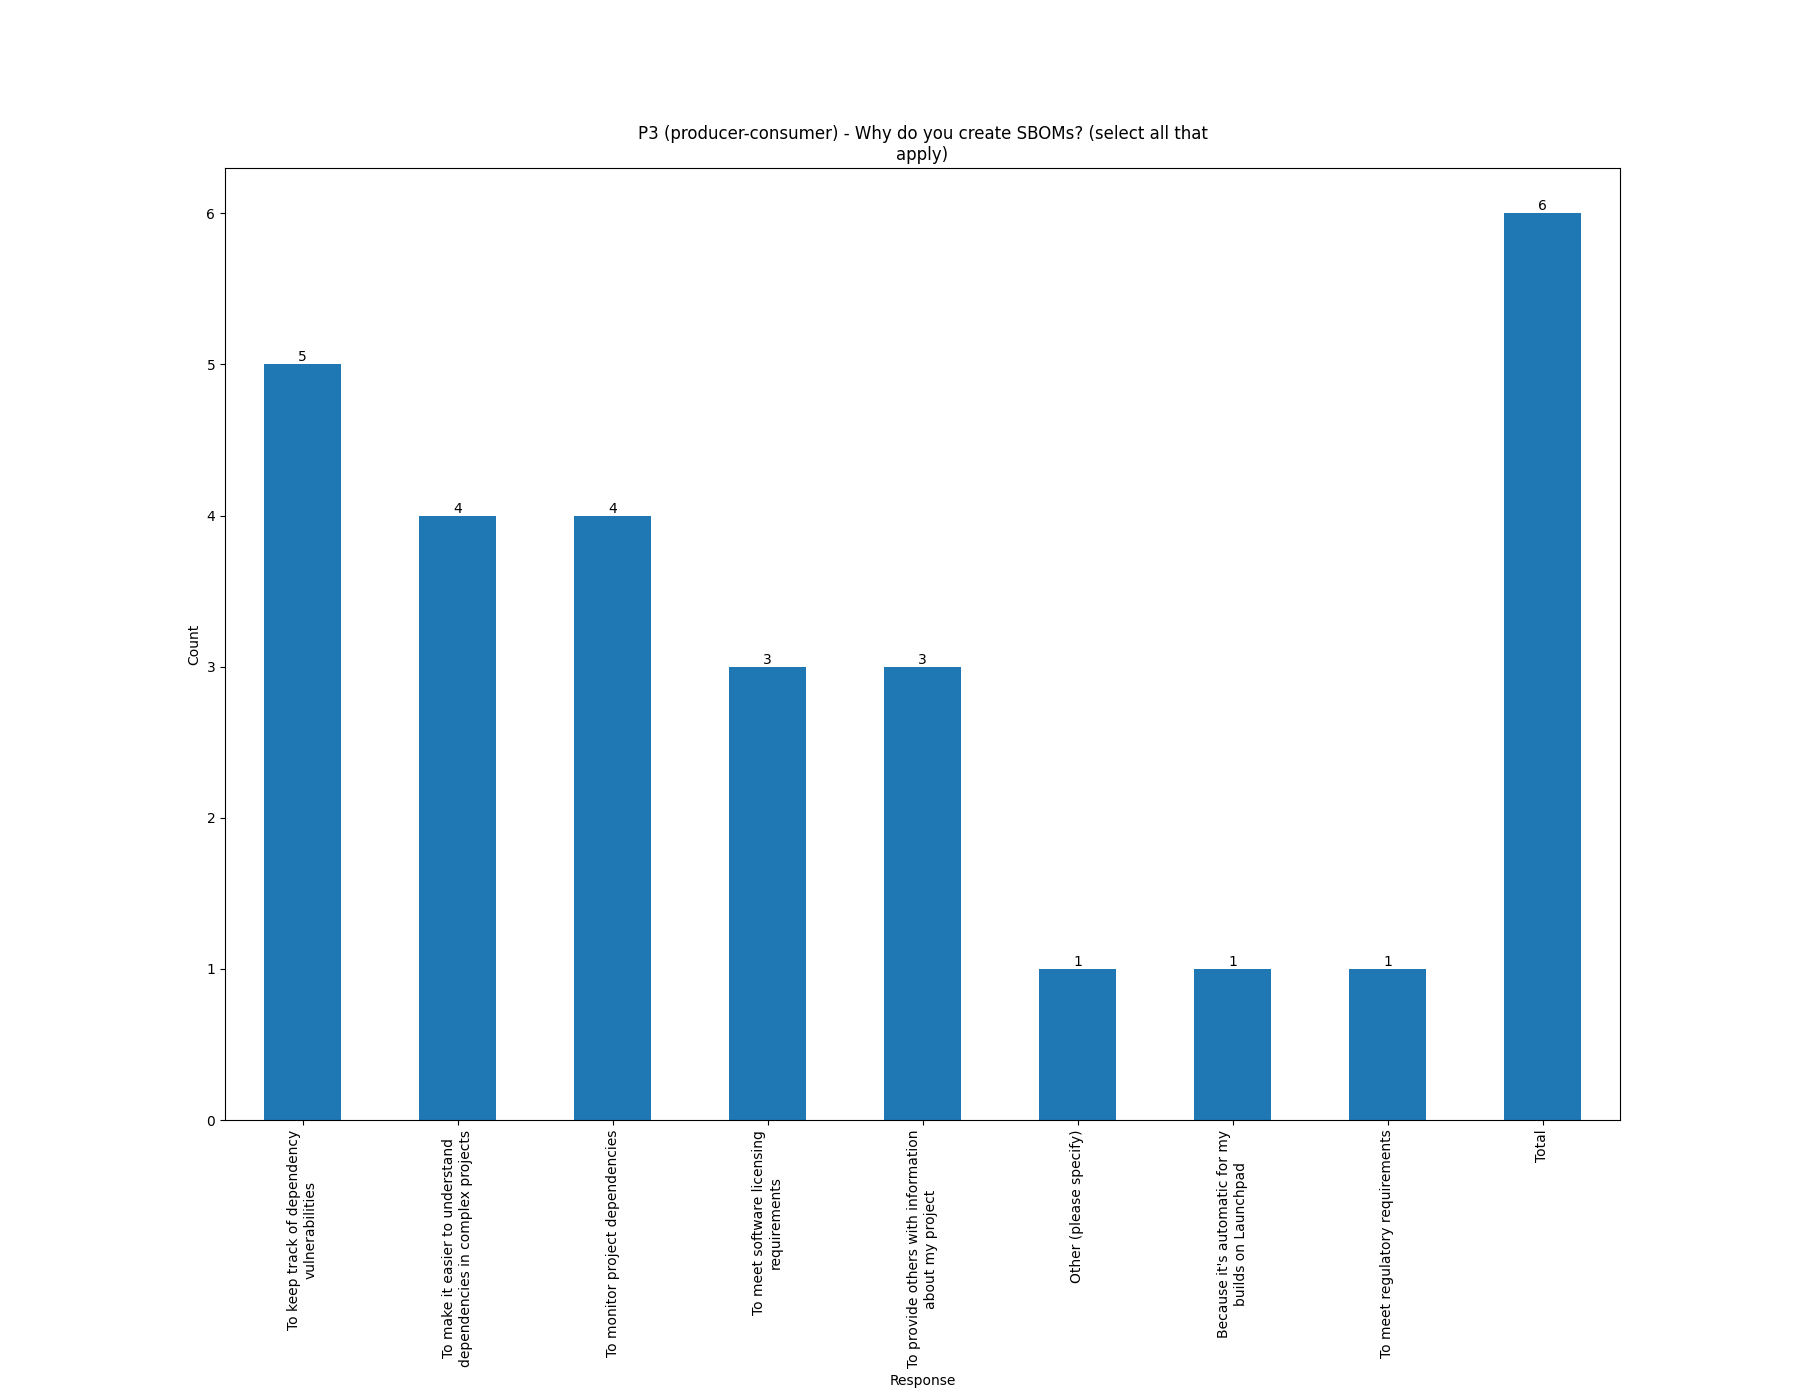 P3 (producer-consumer) - Why do you create SBOMs? (select all that
apply)
Count
6
5
4
3
2
1
0
5
4
4
3
3
1
1
1
6
To keep track of dependency
vulnerabilities
To make it easier to understand
dependencies in complex projects
To monitor project dependencies
To meet software licensing
requirements
To provide others with information
about my project
Other (please specify)
Because it's automatic for my
builds on Launchpad
To meet regulatory requirements
Total
Response